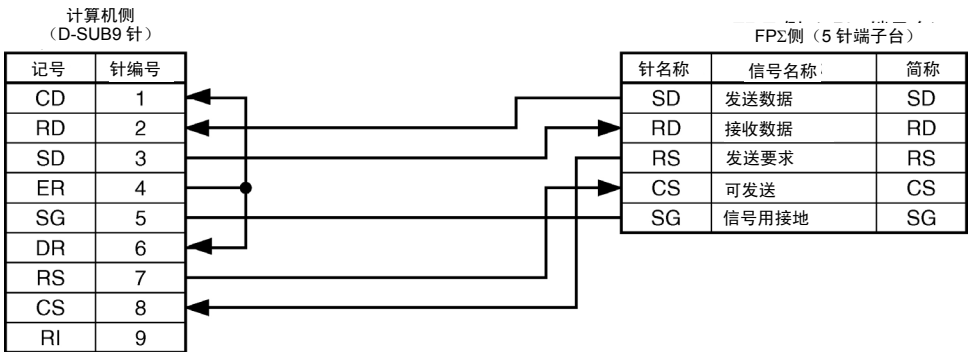 计算机侧
（D-SUB9 针）
记号 针编号
CD 1
RD 2
SD 3
ER 4
SG 5
DR 6
RS 7
CS 8
RI 9
FPΣ侧（5 针端子台）
针名称 信号名称 简称
SD 发送数据 SD
RD 接收数据 RD
RS 发送要求 RS
CS 可发送 CS
SG 信号用接地 SG